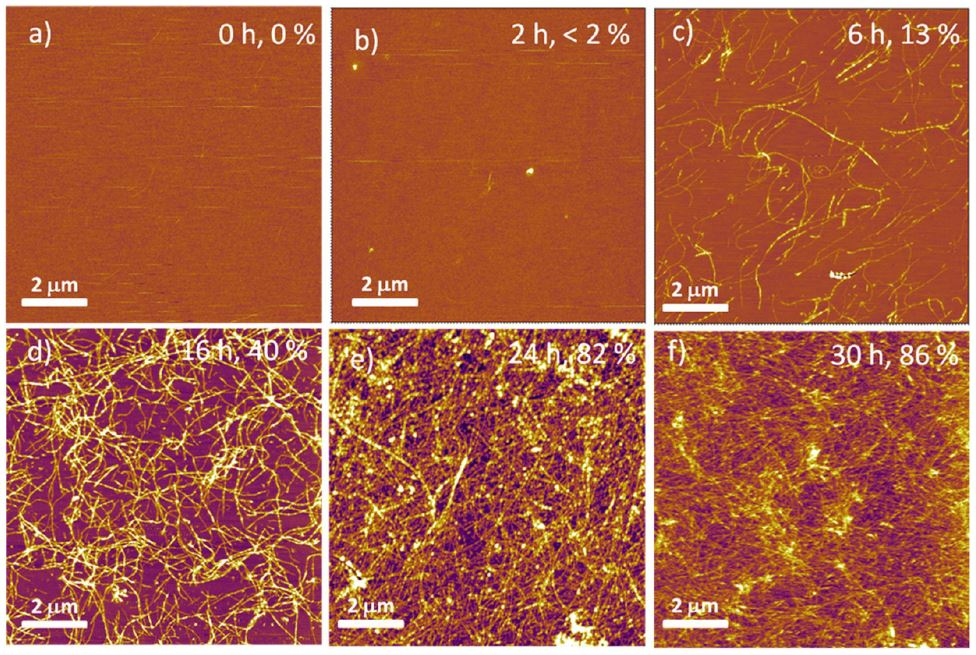 a) 0 h, 0 %
2 μm
b) 2 h, < 2 %
2 μm
c) 6 h, 13 %
2 μm
d) 16 h, 40 %
2 μm
e) 24 h, 82 %
2 μm
f) 30 h, 86 %
2 μm